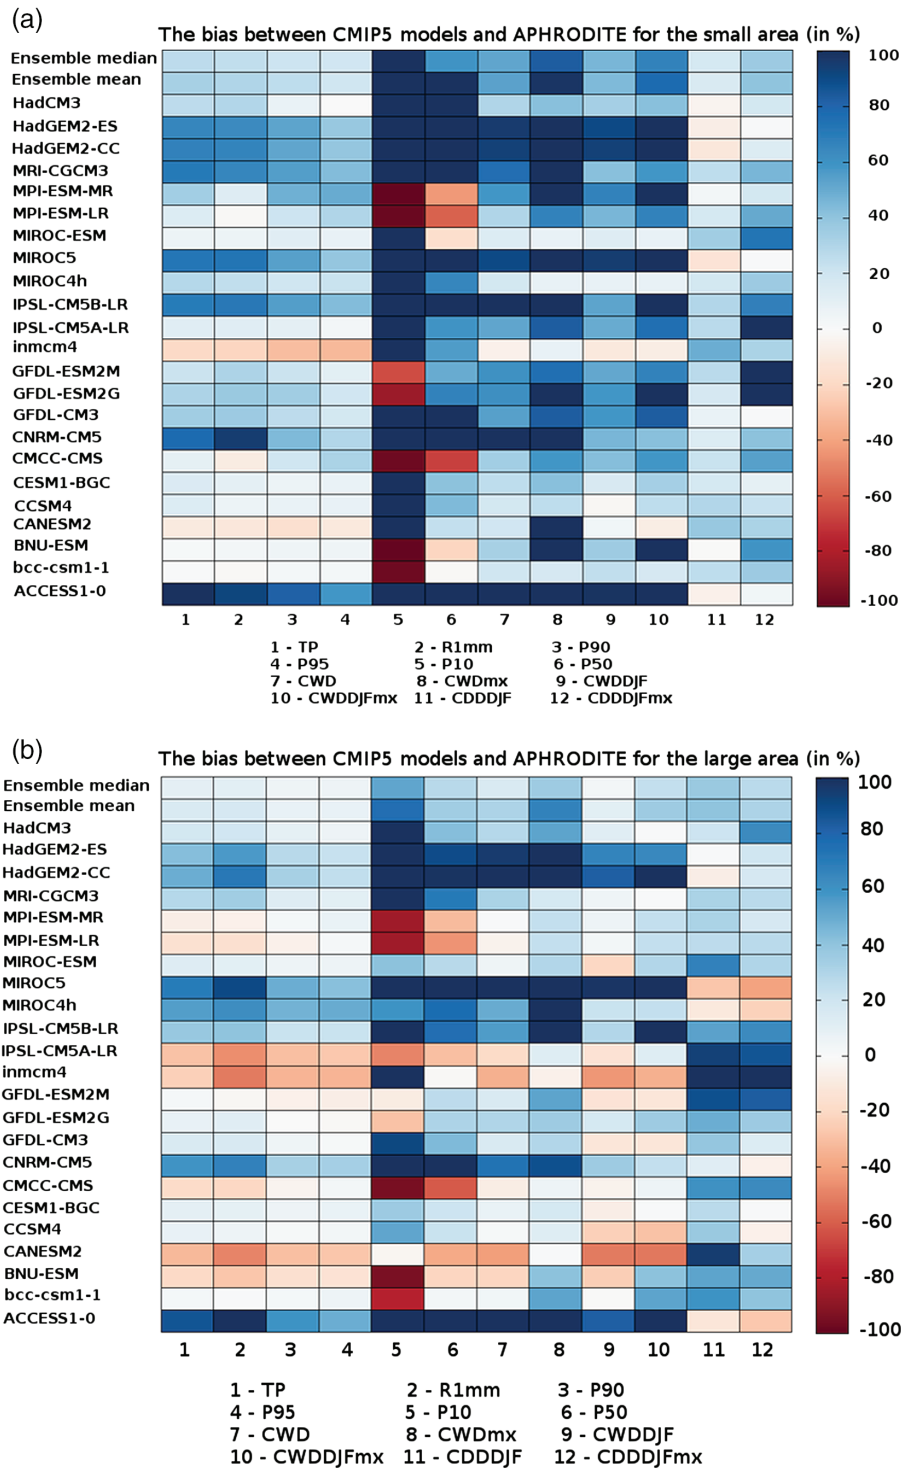 (a)
The bias between CMIP5 models and APHRODITE for the small area (in %)
Ensemble median
Ensemble mean
HadCM3
HadGEM2-ES
HadGEM2-CC
MRI-CGCM3
MPI-ESM-MR
MPI-ESM-LR
MIROC-ESM
MIROC5
MIROC4h
IPSL-CM5B-LR
IPSL-CM5A-LR
inmcm4
GFDL-ESM2M
GFDL-ESM2G
GFDL-CM3
CNRM-CM5
CMCC-CMS
CESM1-BGC
CCSM4
CANESM2
BNU-ESM
bcc-csm1-1
ACCESS1-0
100
80
60
40
20
0
-20
-40
-60
-80
-100
1 2 3 4 5 6 7 8 9 10 11 12
1 - TP 2 - R1mm 3 - P90
4 - P95 5 - P10 6 - P50
7 - CWD 8 - CWDmx 9 - CWDDJF
10 - CWDDJFmx 11 - CDDDJF 12 - CDDDJFmx
(b)
The bias between CMIP5 models and APHRODITE for the large area (in %)
Ensemble median
Ensemble mean
HadCM3
HadGEM2-ES
HadGEM2-CC
MRI-CGCM3
MPI-ESM-MR
MPI-ESM-LR
MIROC-ESM
MIROC5
MIROC4h
IPSL-CM5B-LR
IPSL-CM5A-LR
inmcm4
GFDL-ESM2M
GFDL-ESM2G
GFDL-CM3
CNRM-CM5
CMCC-CMS
CESM1-BGC
CCSM4
CANESM2
BNU-ESM
bcc-csm1-1
ACCESS1-0
100
80
60
40
20
0
-20
-40
-60
-80
-100
1 2 3 4 5 6 7 8 9 10 11 12
1 - TP 2 - R1mm 3 - P90
4 - P95 5 - P10 6 - P50
7 - CWD 8 - CWDmx 9 - CWDDJF
10 - CWDDJFmx 11 - CDDDJF 12 - CDDDJFmx